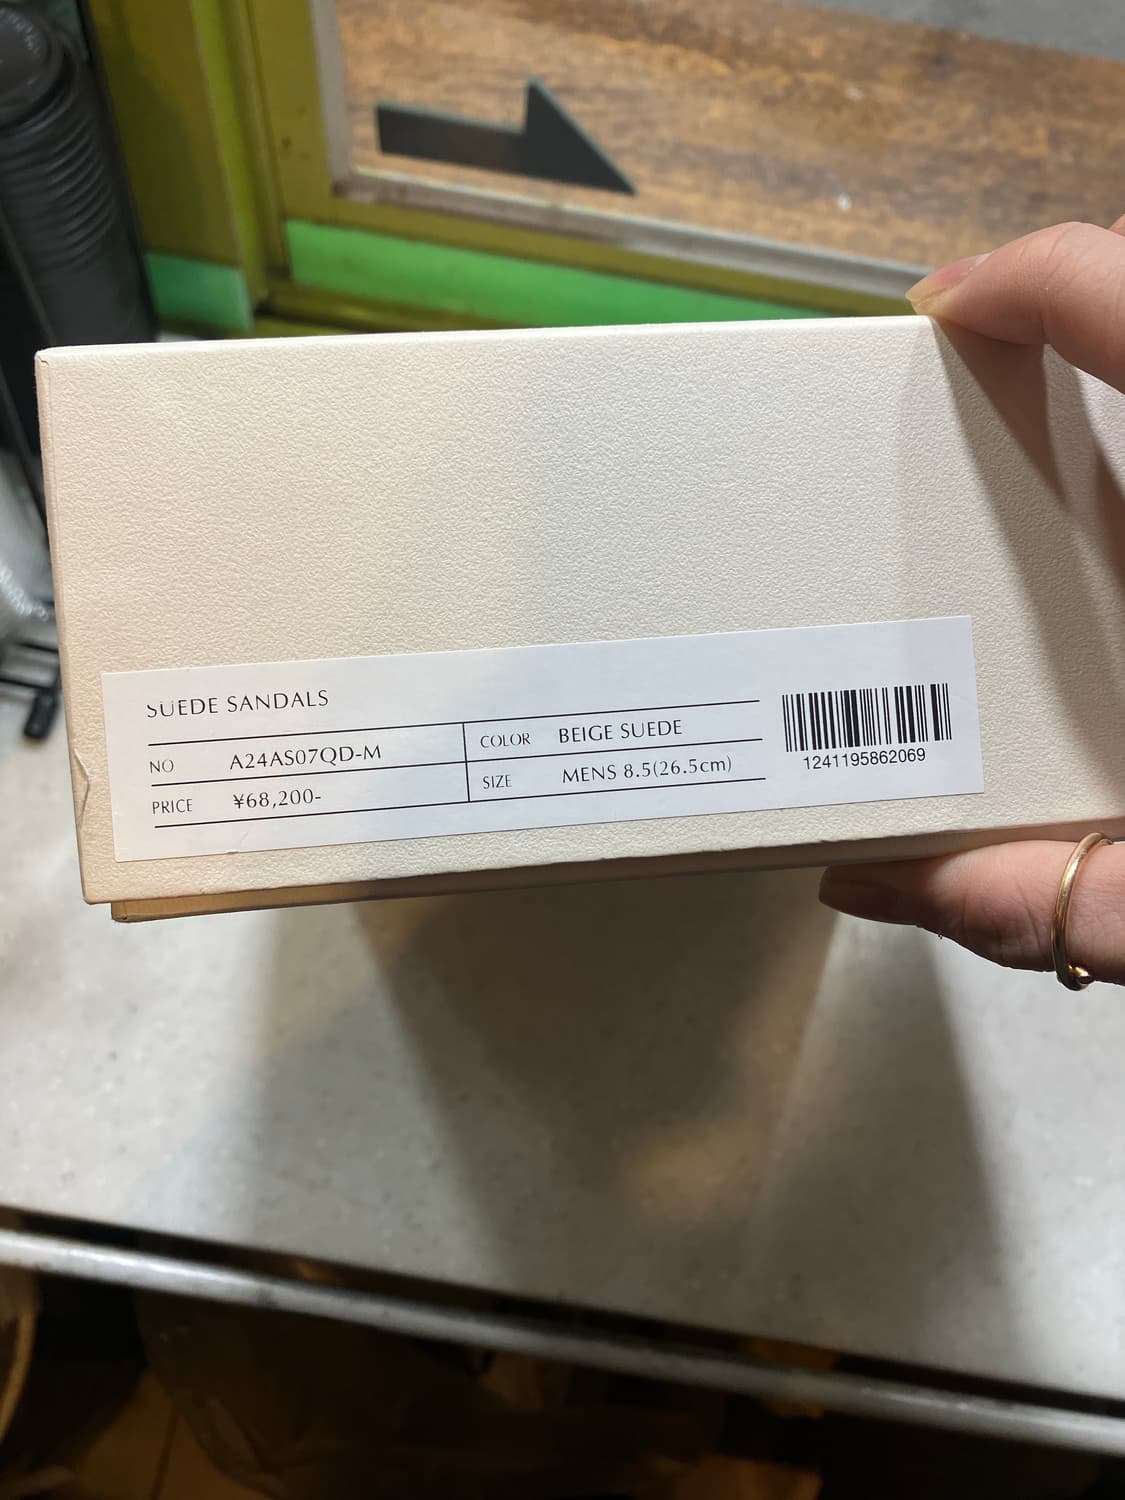 SUEDE SANDALS
NO A24AS07QD-M
PRICE ¥68,200-
COLOR BEIGE SUEDE
SIZE MENS 8.5(26.5cm)
1241195862069